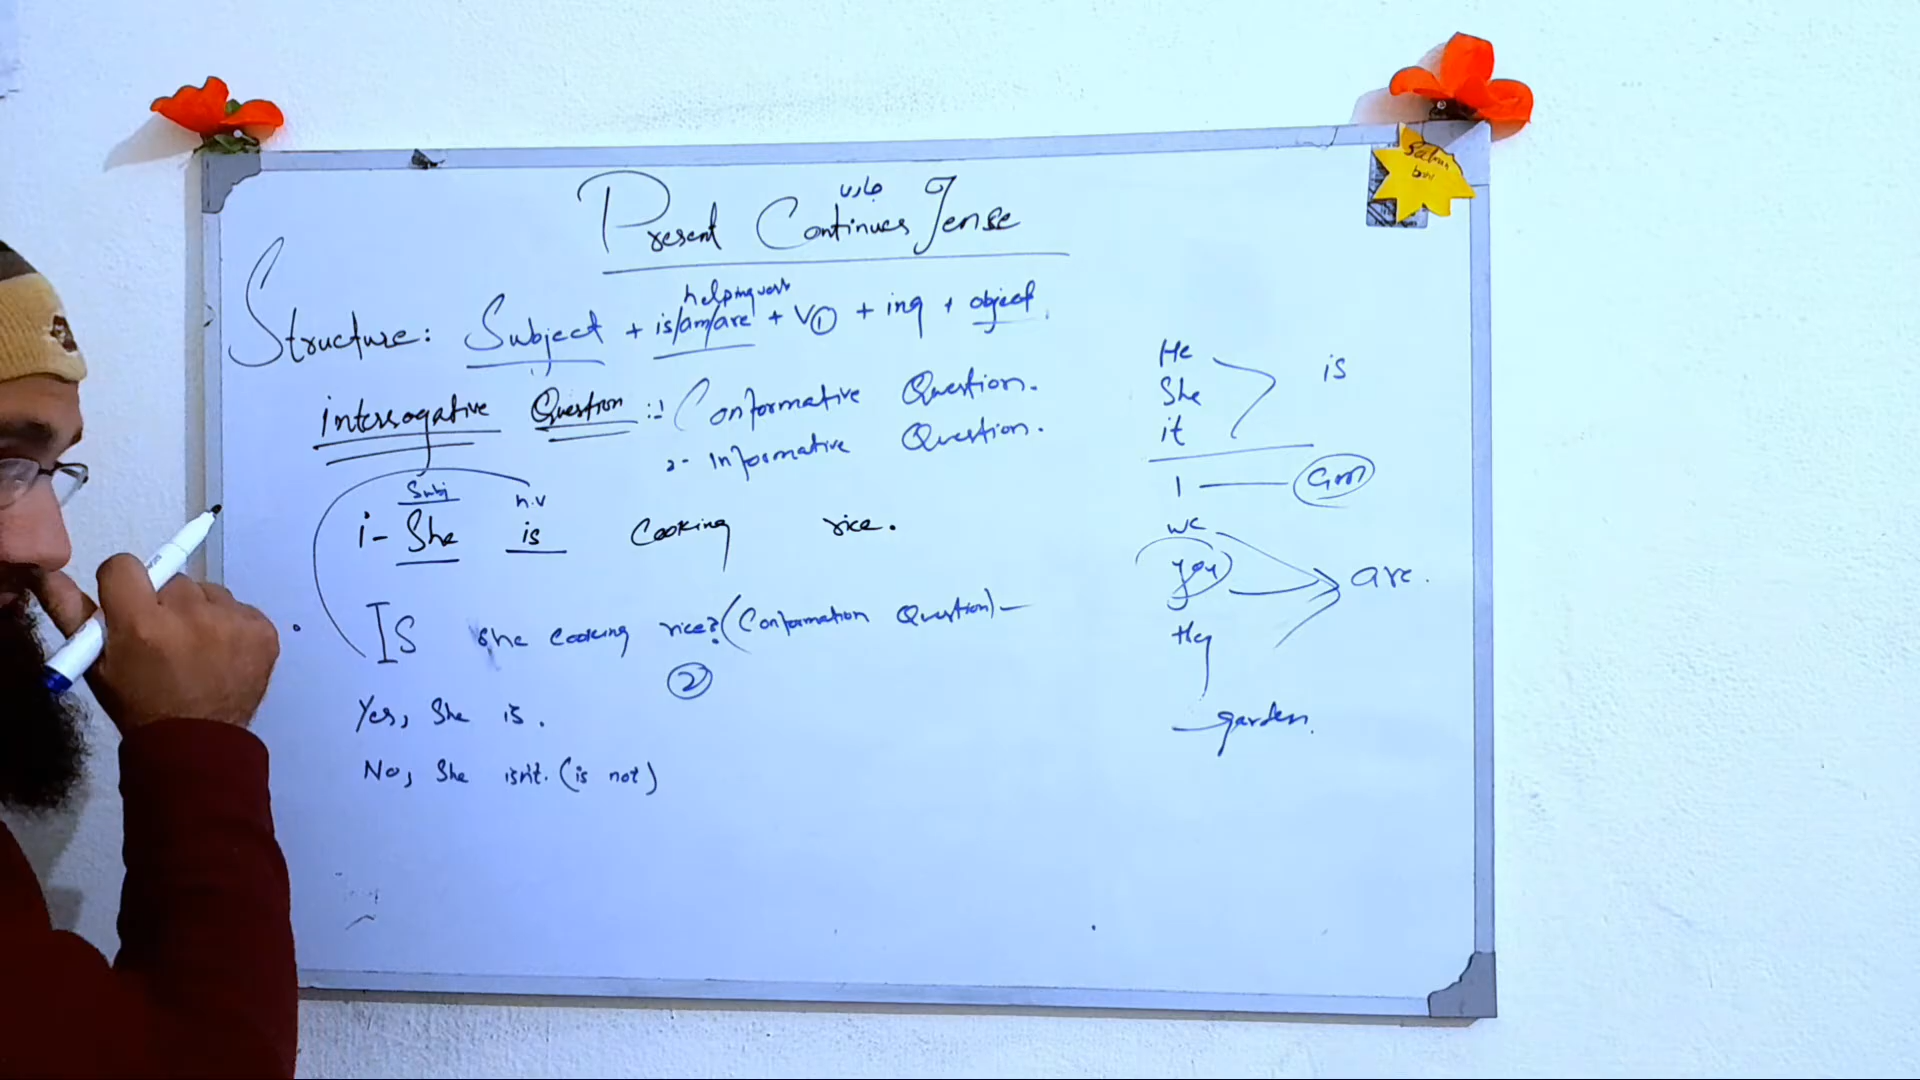 جاری
Present Continues Tense
helping verb
Structure: Subject + is/am/are + V① + ing + object.
interrogative Question :- 1 Conformative Question.
2- Informative Question.
Subj h.v
i- She is Cooking rice.
Is she cooking rice? (Conformation Question)
②
Yes, She is.
No, She isn't. (is not)
He
She
it
is
I am
we
you
they
are.
garden.